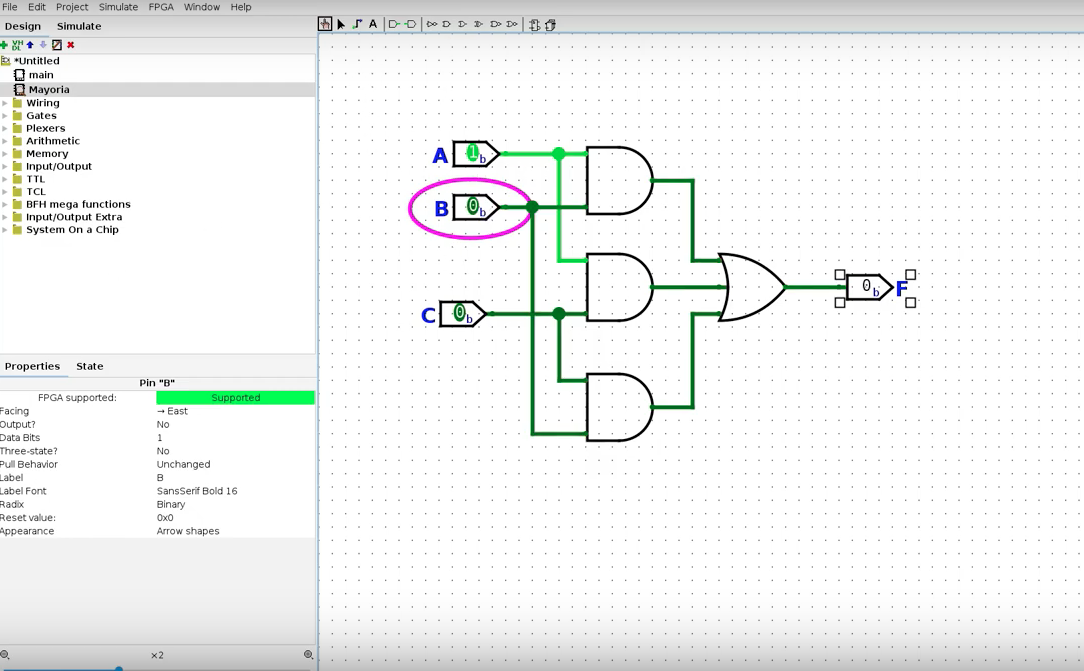 File Edit Project Simulate FPGA Window Help
Design Simulate
A
VH
DL
*Untitled
main
Mayoria
Wiring
Gates
Plexers
Arithmetic
Memory
Input/Output
TTL
TCL
BFH mega functions
Input/Output Extra
System On a Chip
A 1b
B 0b
C 0b
0b F
Properties State
Pin "B"
FPGA supported: Supported
Facing → East
Output? No
Data Bits 1
Three-state? No
Pull Behavior Unchanged
Label B
Label Font SansSerif Bold 16
Radix Binary
Reset value: 0x0
Appearance Arrow shapes
×2